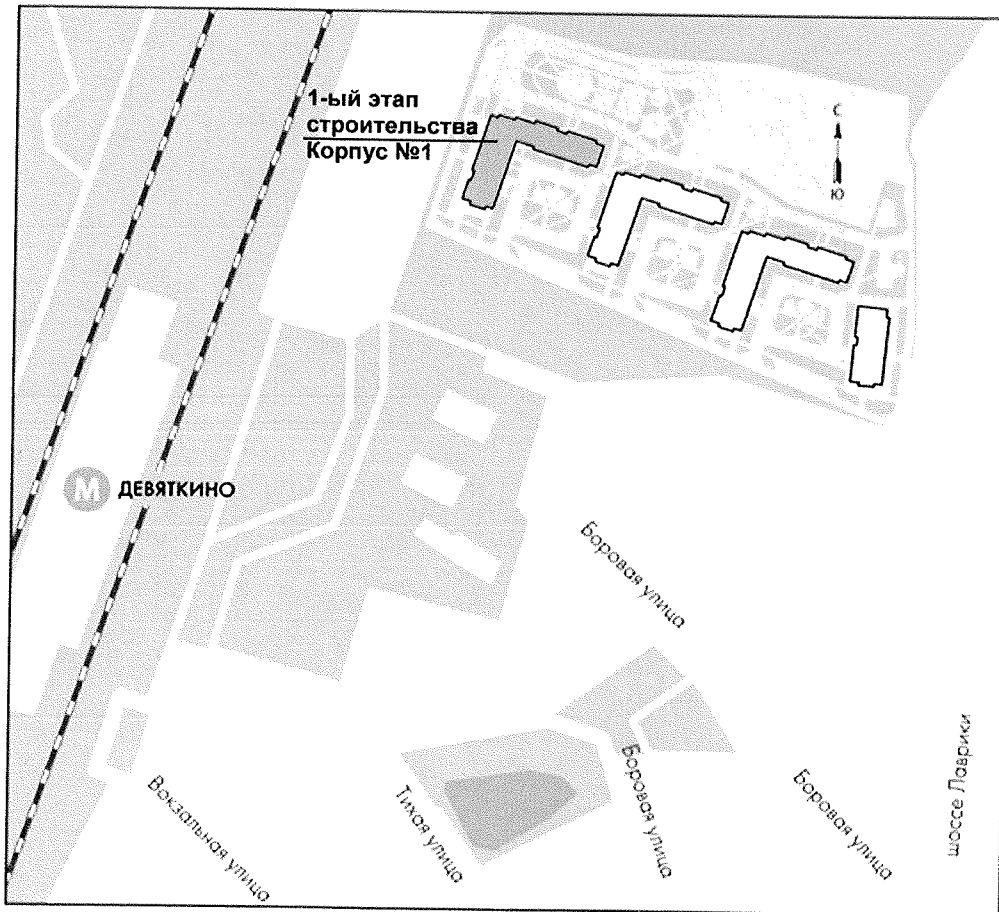 1-ый этап
строительства
Корпус №1
С
Ю
М ДЕВЯТКИНО
Боровая улица
Вокзальная улица
Тихая улица
Боровая улица
Боровая улица
шоссе Лаврики